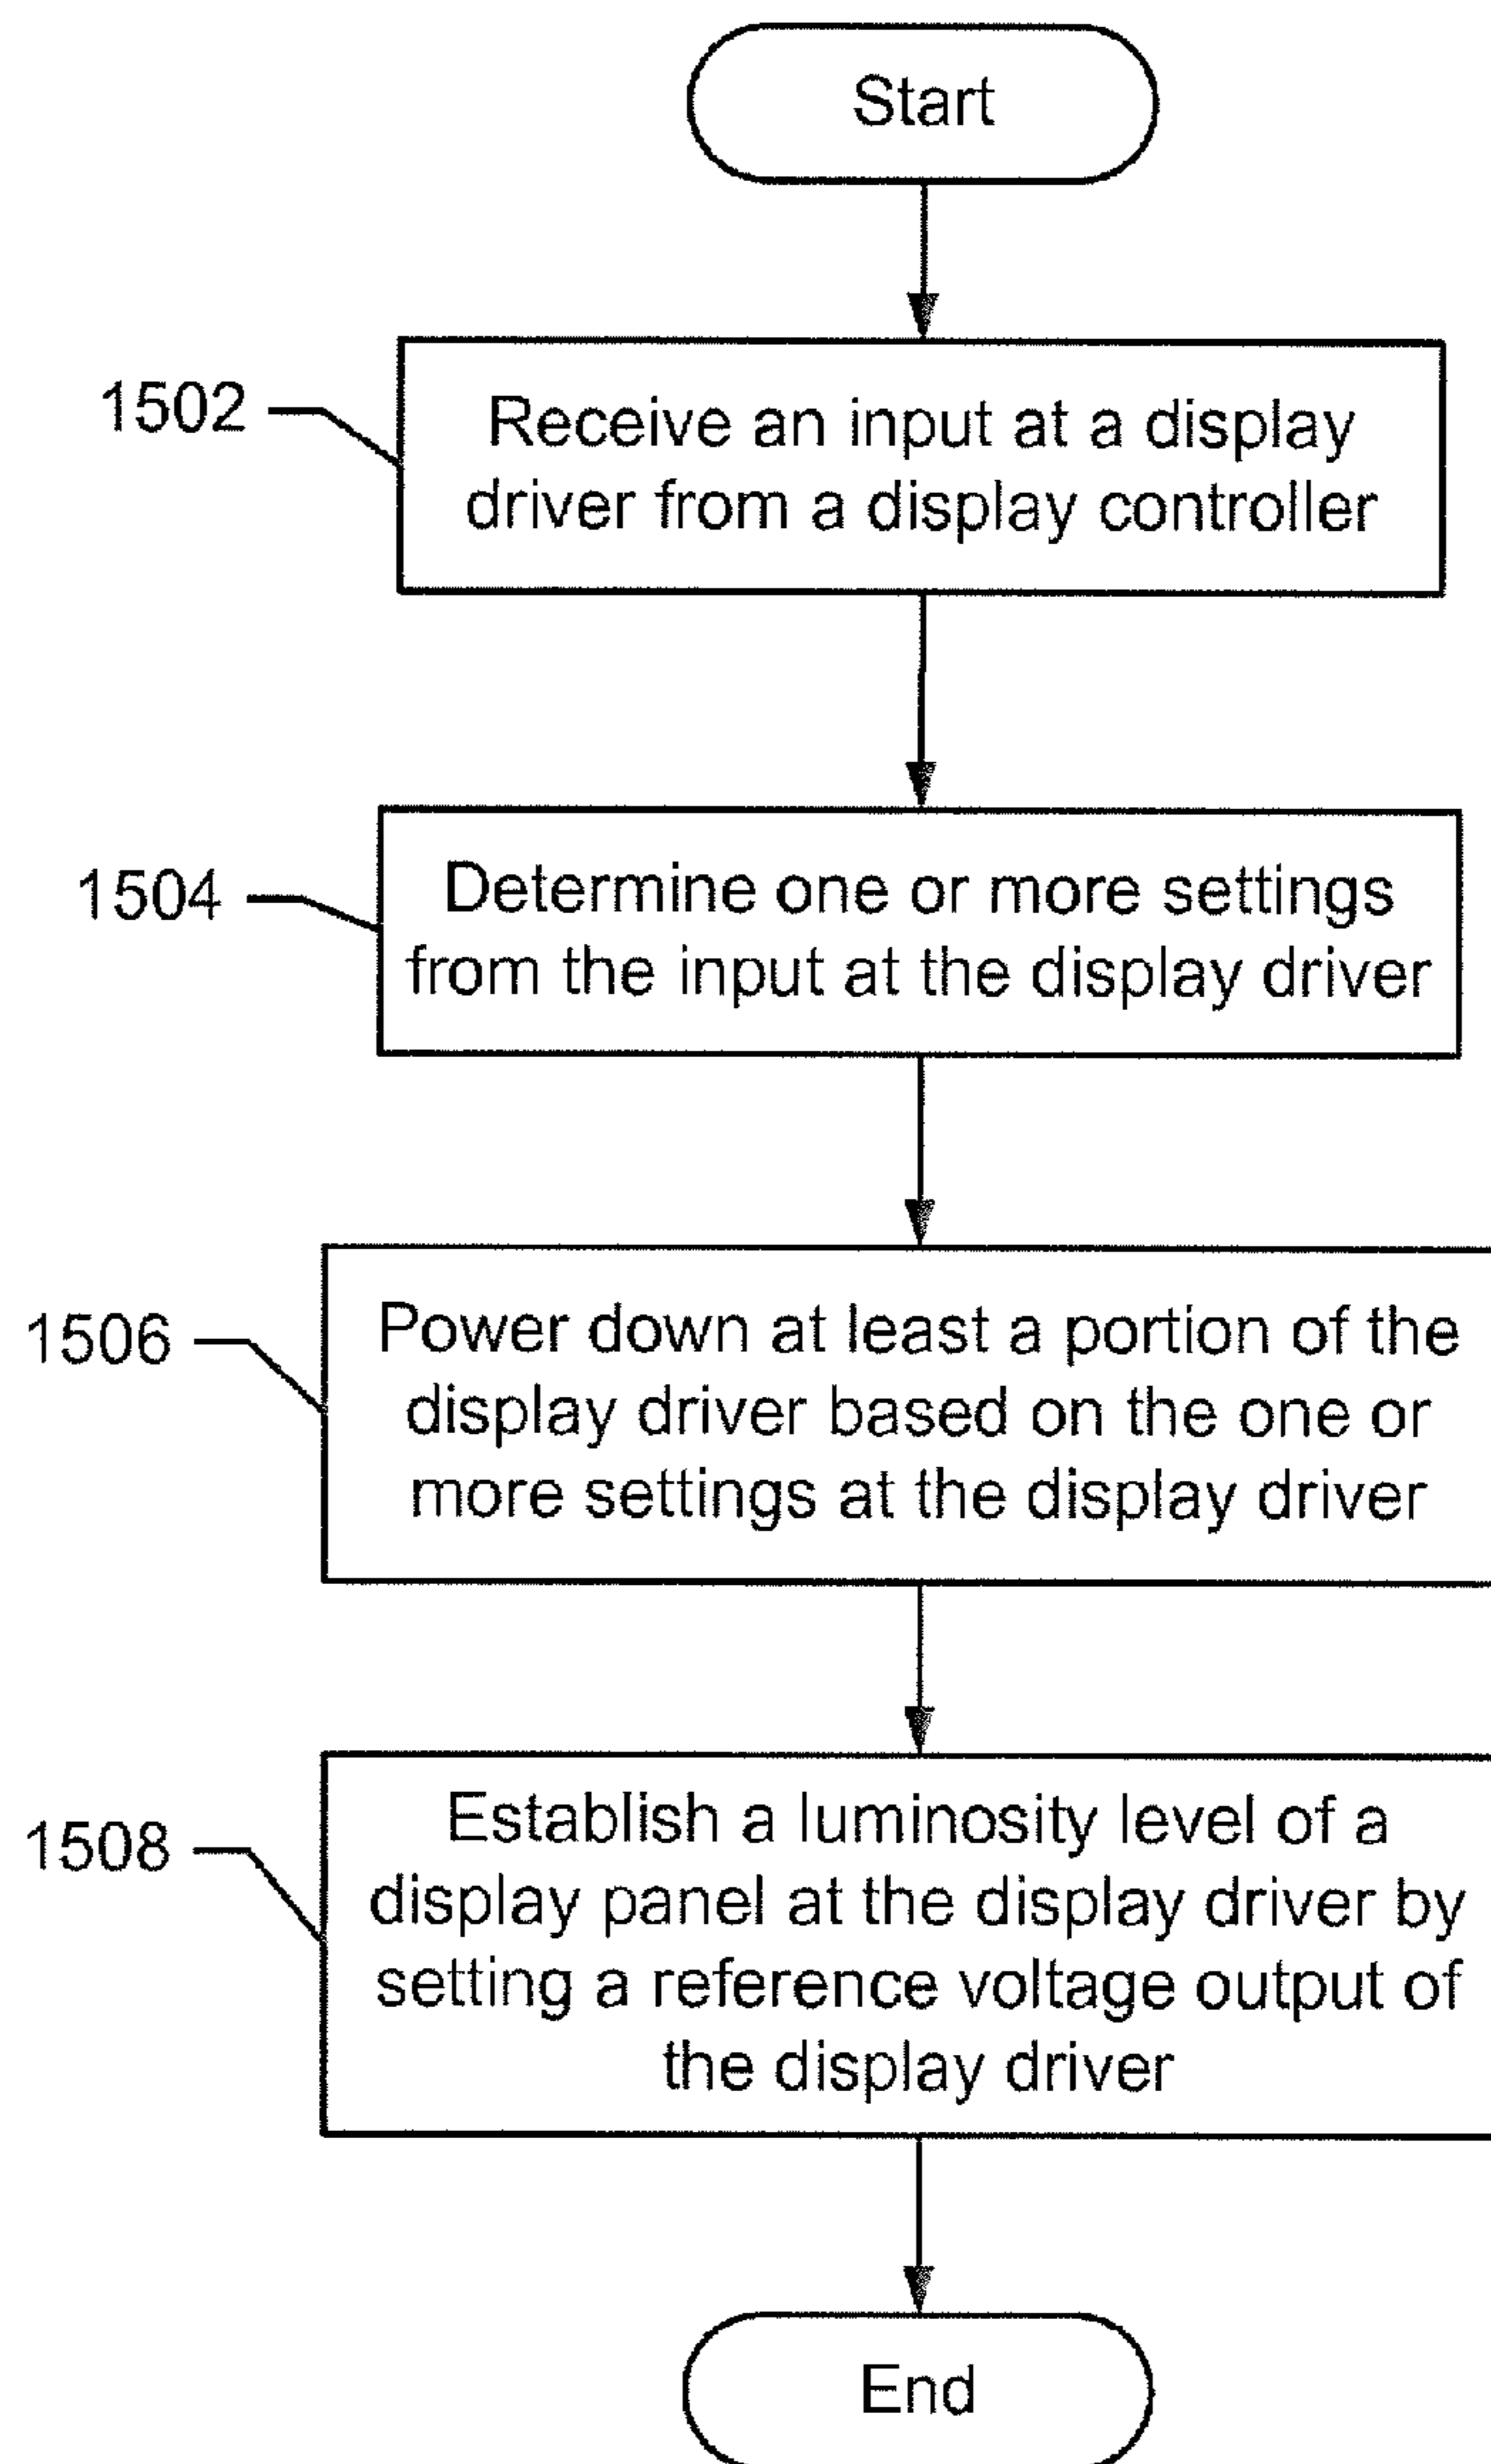 Start
1502
Receive an input at a display
driver from a display controller
1504
Determine one or more settings
from the input at the display driver
1506
Power down at least a portion of the
display driver based on the one or
more settings at the display driver
1508
Establish a luminosity level of a
display panel at the display driver by
setting a reference voltage output of
the display driver
End